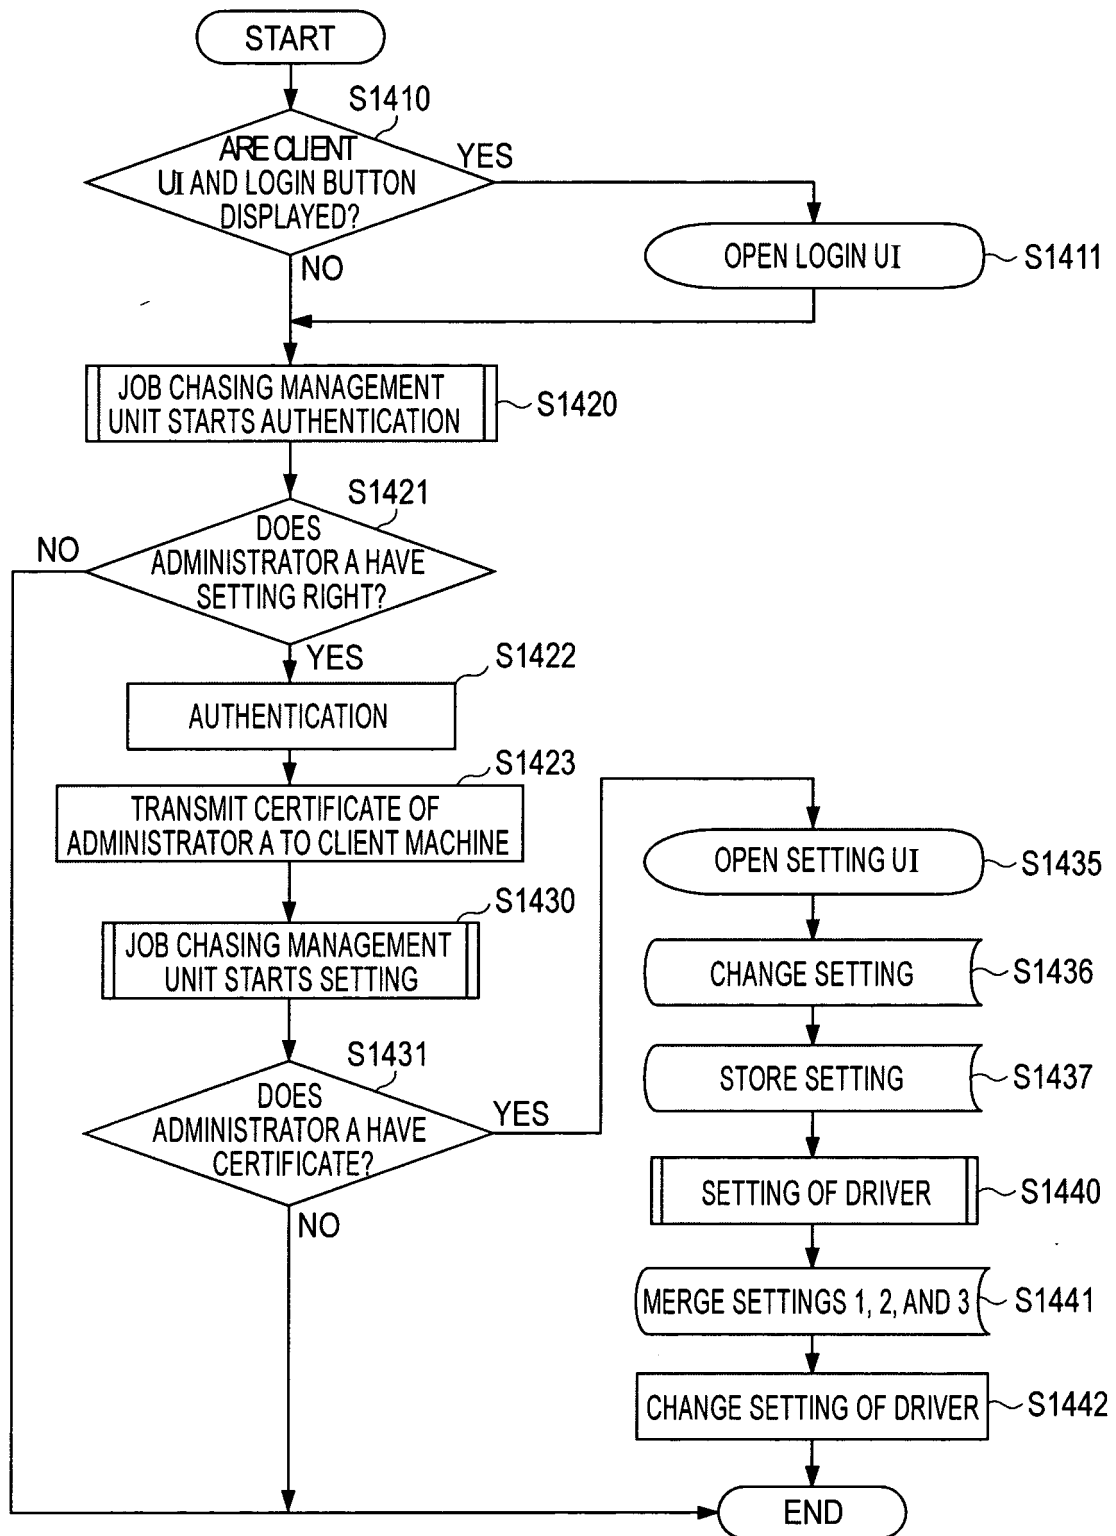 START
S1410
ARE CLIENT
UI AND LOGIN BUTTON
DISPLAYED?
YES
NO
OPEN LOGIN UI
S1411
JOB CHASING MANAGEMENT
UNIT STARTS AUTHENTICATION
S1420
S1421
DOES
ADMINISTRATOR A HAVE
SETTING RIGHT?
NO
YES
S1422
AUTHENTICATION
S1423
TRANSMIT CERTIFICATE OF
ADMINISTRATOR A TO CLIENT MACHINE
S1430
JOB CHASING MANAGEMENT
UNIT STARTS SETTING
S1431
DOES
ADMINISTRATOR A HAVE
CERTIFICATE?
YES
NO
OPEN SETTING UI
S1435
CHANGE SETTING
S1436
STORE SETTING
S1437
SETTING OF DRIVER
S1440
MERGE SETTINGS 1, 2, AND 3
S1441
CHANGE SETTING OF DRIVER
S1442
END